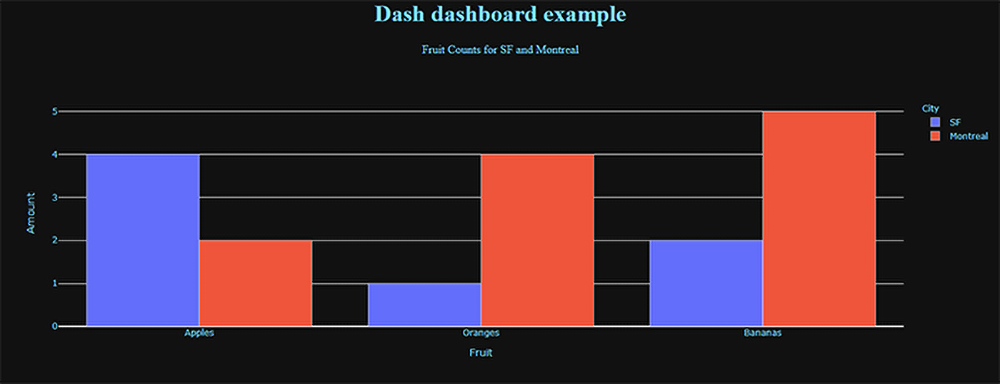 Dash dashboard example
Fruit Counts for SF and Montreal
City
SF
Montreal
Amount
5
4
3
2
1
0
Apples Oranges Bananas
Fruit